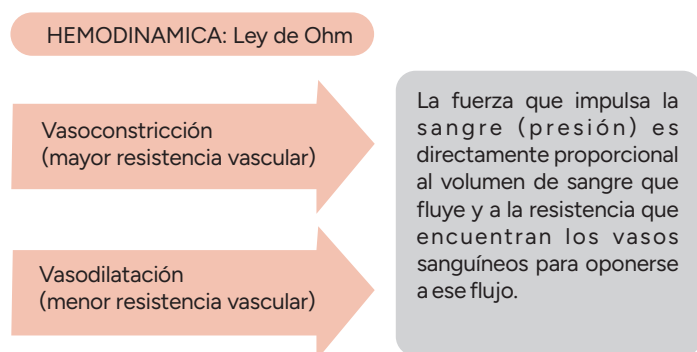 HEMODINAMICA: Ley de Ohm
Vasoconstricción
(mayor resistencia vascular)
Vasodilatación
(menor resistencia vascular)
La fuerza que impulsa la
sangre (presión) es
directamente proporcional
al volumen de sangre que
fluye y a la resistencia que
encuentran los vasos
sanguíneos para oponerse
a ese flujo.